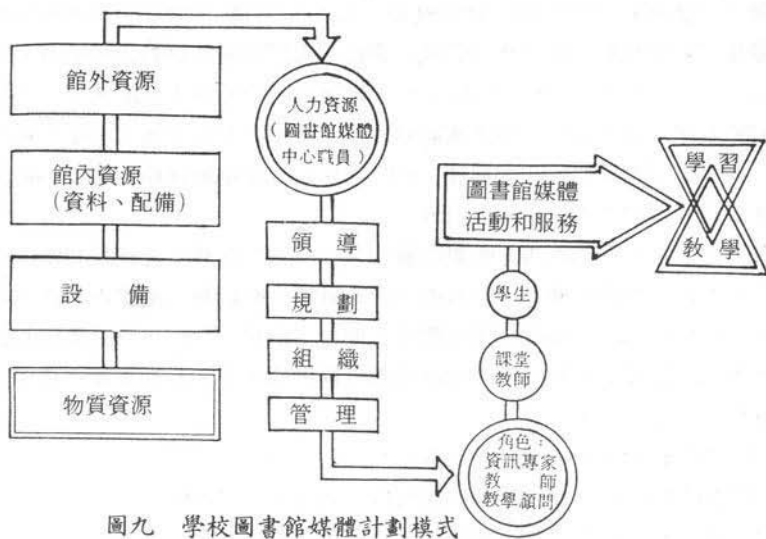 館外資源
館內資源
(資料、配備)
設 備
物質資源
人力資源
(圖書館媒體
中心職員)
領 導
規 劃
組 織
管 理
圖書館媒體
活動和服務
學生
課堂
教師
角色:
資訊專家
教 師
教學顧問
學習
教學
圖九 學校圖書館媒體計劃模式